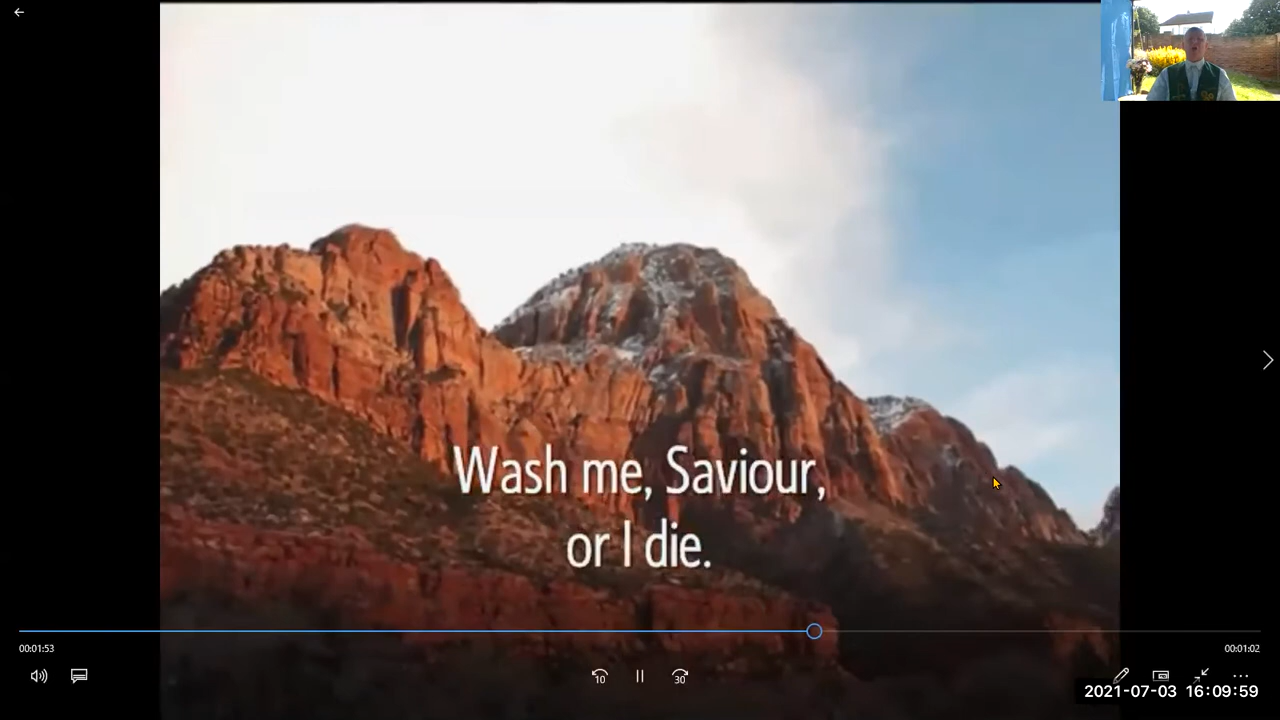 Wash me, Saviour,
or I die.
00:01:53
00:01:02
10
30
2021-07-03 16:09:59